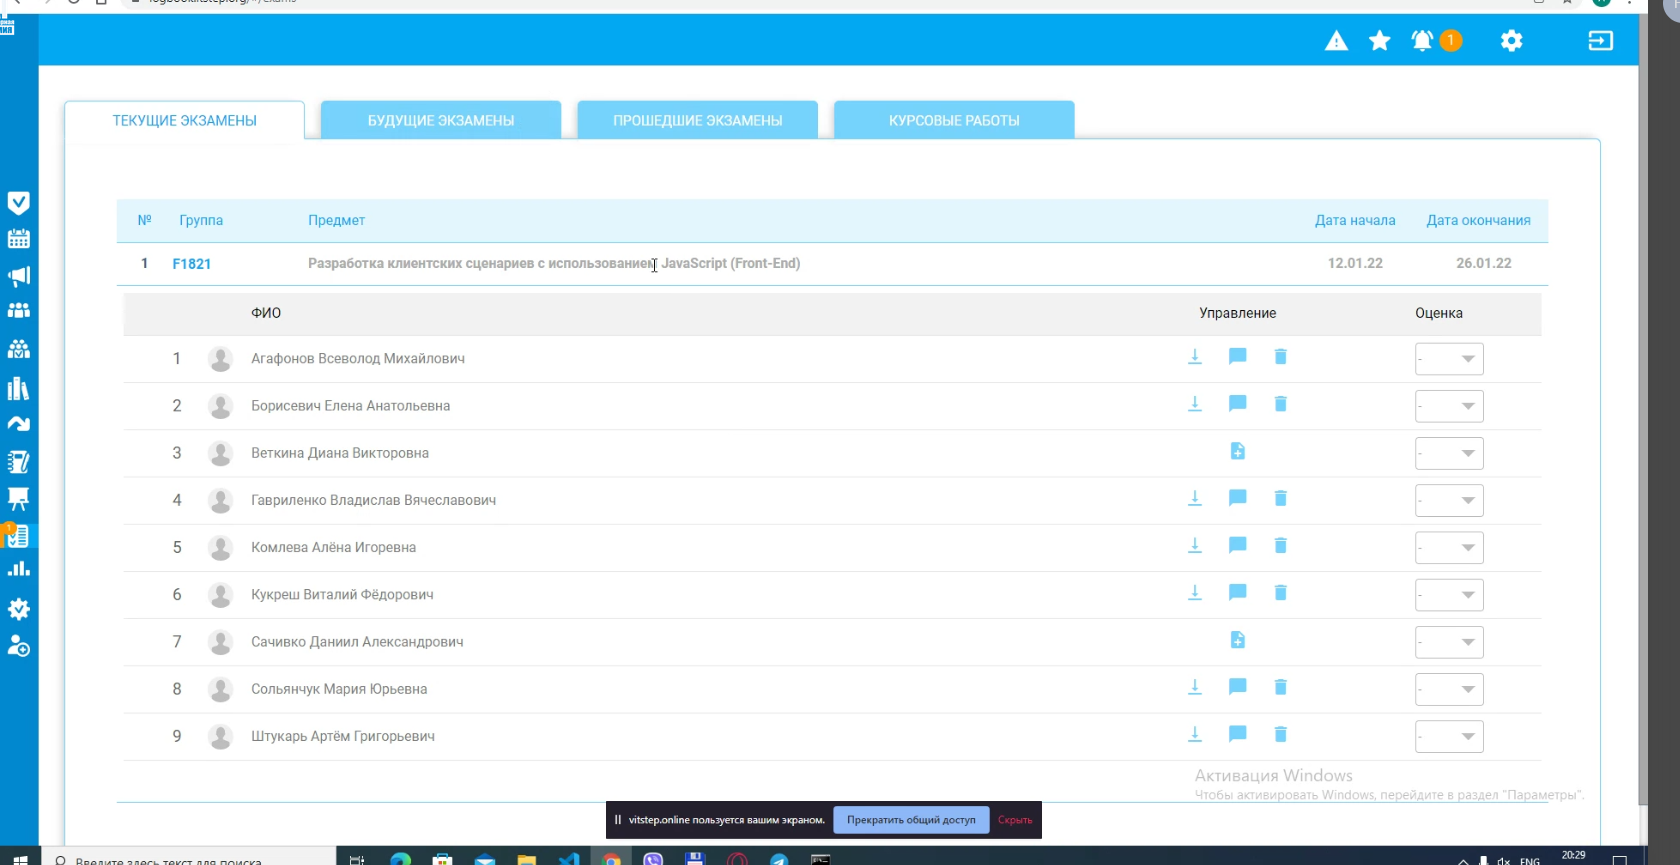 ТЕКУЩИЕ ЭКЗАМЕНЫ
БУДУЩИЕ ЭКЗАМЕНЫ
ПРОШЕДШИЕ ЭКЗАМЕНЫ
КУРСОВЫЕ РАБОТЫ
1
№ Группа Предмет Дата начала Дата окончания
1 F1821 Разработка клиентских сценариев с использованием JavaScript (Front-End) 12.01.22 26.01.22
ФИО Управление Оценка
1 Агафонов Всеволод Михайлович -
2 Борисевич Елена Анатольевна -
3 Веткина Диана Викторовна -
4 Гавриленко Владислав Вячеславович -
5 Комлева Алёна Игоревна -
6 Кукреш Виталий Фёдорович -
7 Сачивко Даниил Александрович -
8 Сольянчук Мария Юрьевна -
9 Штукарь Артём Григорьевич -
1
Активация Windows
Чтобы активировать Windows, перейдите в раздел "Параметры".
vitstep.online пользуется вашим экраном. Прекратить общий доступ Скрыть
Введите здесь текст для поиска
ENG
20:29